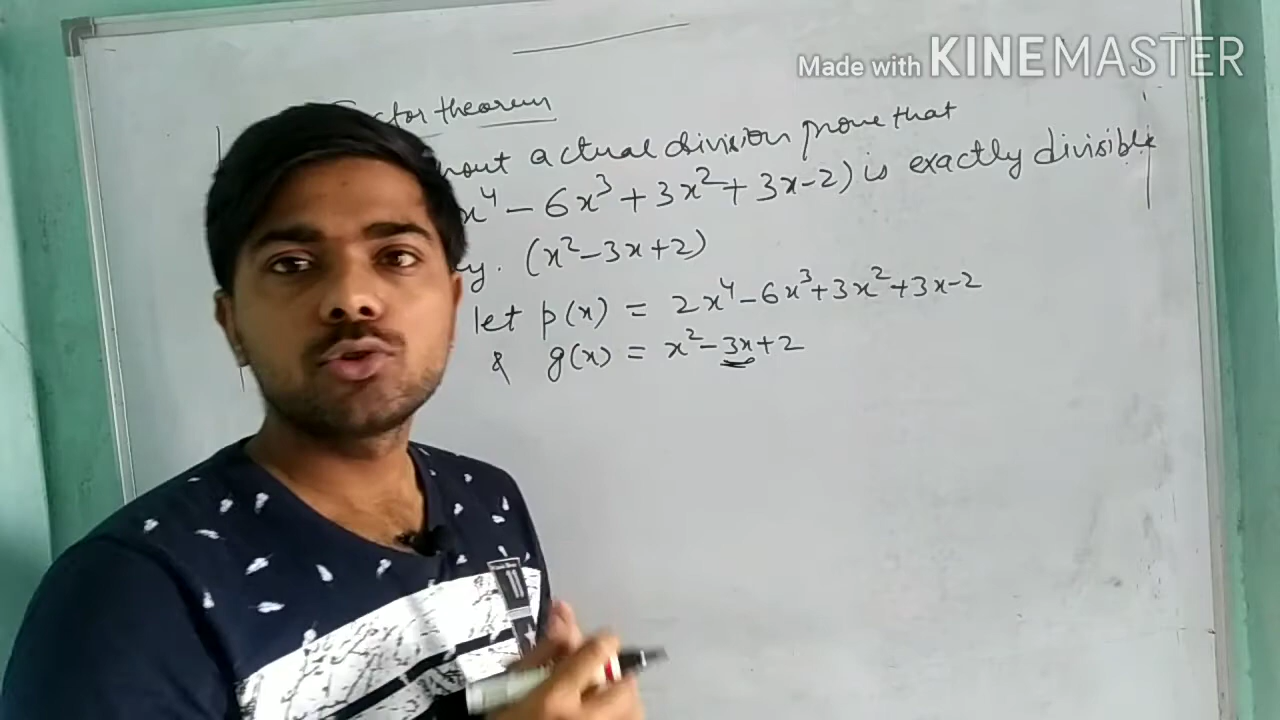 Made with KINEMASTER
theorem
actual division prove that
x⁴ - 6x³ + 3x² + 3x - 2) is exactly divisible
(x² - 3x + 2)
let p(x) = 2x⁴ - 6x³ + 3x² + 3x - 2
& g(x) = x² - 3x + 2